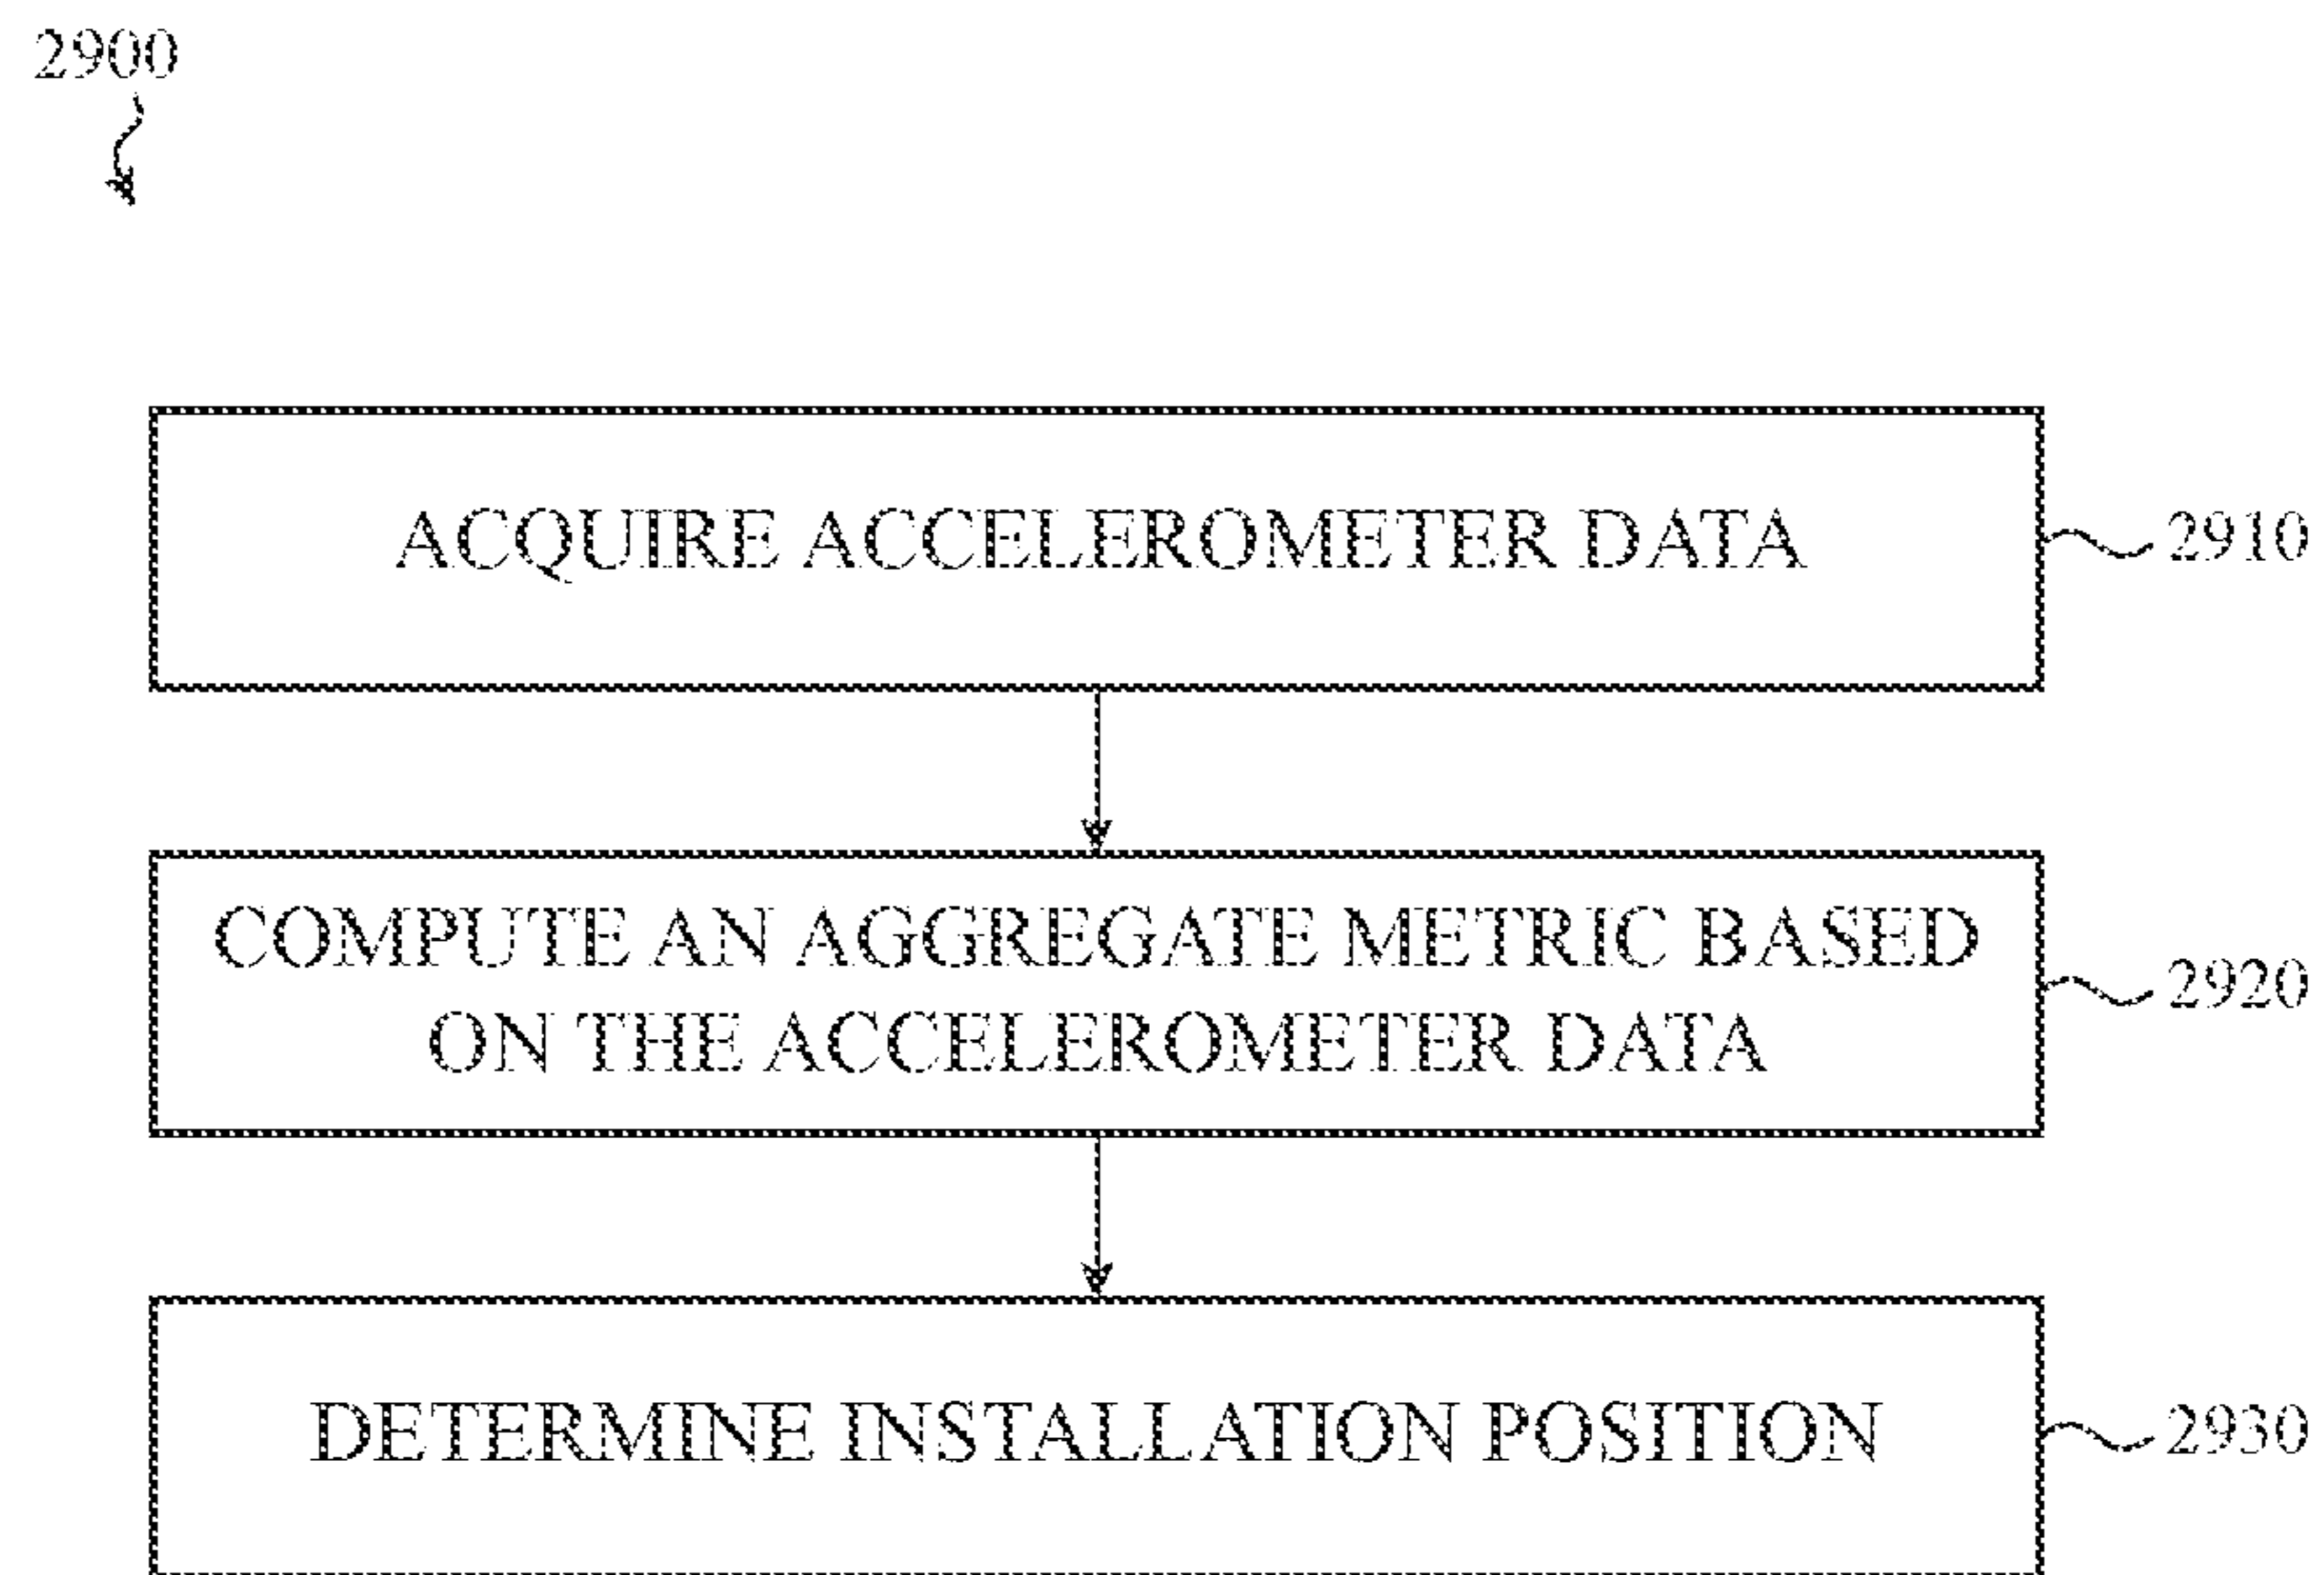 2900
ACQUIRE ACCELEROMETER DATA
2910
COMPUTE AN AGGREGATE METRIC BASED
ON THE ACCELEROMETER DATA
2920
DETERMINE INSTALLATION POSITION
2930